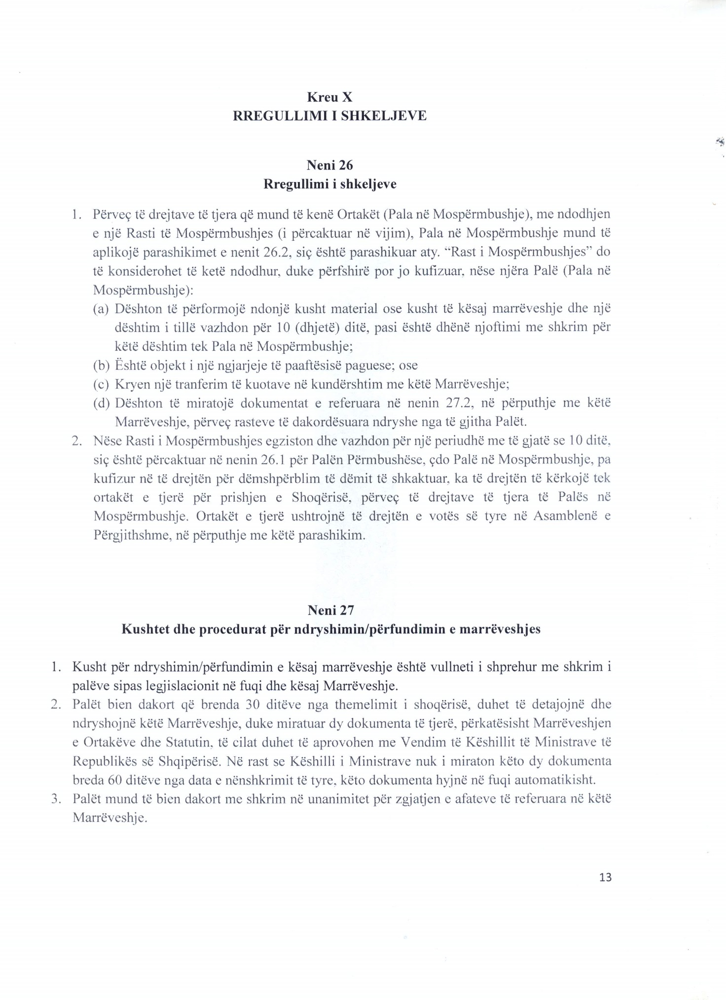 Kreu X
RREGULLIMI I SHKELJEVE
Neni 26
Rregullimi i shkeljeve
1. Përveç të drejtave të tjera që mund të kenë Ortakët (Pala në Mospërmbushje), me ndodhjen
e një Rasti të Mospërmbushjes (i përcaktuar në vijim), Pala në Mospërmbushje mund të
aplikojë parashikimet e nenit 26.2, siç është parashikuar aty. “Rast i Mospërmbushjes” do
të konsiderohet të ketë ndodhur, duke përfshirë por jo kufizuar, nëse njëra Palë (Pala në
Mospërmbushje):
(a) Dështon të performojë ndonjë kusht material ose kusht të kësaj marrëveshje dhe një
dështim i tillë vazhdon për 10 (dhjetë) ditë, pasi është dhënë njoftimi me shkrim për
këtë dështim tek Pala në Mospërmbushje;
(b) Është objekt i një ngjarjeje të paaftësisë paguese; ose
(c) Kryen një tranferim të kuotave në kundërshtim me këtë Marrëveshje;
(d) Dështon të miratojë dokumentat e referuara në nenin 27.2, në përputhje me këtë
Marrëveshje, përveç rasteve të dakordësuara ndryshe nga të gjitha Palët.
2. Nëse Rasti i Mospërmbushjes egziston dhe vazhdon për një periudhë me të gjatë se 10 ditë,
siç është përcaktuar në nenin 26.1 për Palën Përmbushëse, çdo Palë në Mospërmbushje, pa
kufizur në të drejtën për dëmshpërblim të dëmit të shkaktuar, ka të drejtën të kërkojë tek
ortakët e tjerë për prishjen e Shoqërisë, përveç të drejtave të tjera të Palës në
Mospërmbushje. Ortakët e tjerë ushtrojnë të drejtën e votës së tyre në Asamblenë e
Përgjithshme, në përputhje me këtë parashikim.
Neni 27
Kushtet dhe procedurat për ndryshimin/përfundimin e marrëveshjes
1. Kusht për ndryshimin/përfundimin e kësaj marrëveshje është vullneti i shprehur me shkrim i
palëve sipas legjislacionit në fuqi dhe kësaj Marrëveshje.
2. Palët bien dakort që brenda 30 ditëve nga themelimit i shoqërisë, duhet të detajojnë dhe
ndryshojnë këtë Marrëveshje, duke miratuar dy dokumenta të tjerë, përkatësisht Marrëveshjen
e Ortakëve dhe Statutin, të cilat duhet të aprovohen me Vendim të Këshillit të Ministrave të
Republikës së Shqipërisë. Në rast se Këshilli i Ministrave nuk i miraton këto dy dokumenta
breda 60 ditëve nga data e nënshkrimit të tyre, këto dokumenta hyjnë në fuqi automatikisht.
3. Palët mund të bien dakort me shkrim në unanimitet për zgjatjen e afateve të referuara në këtë
Marrëveshje.
13